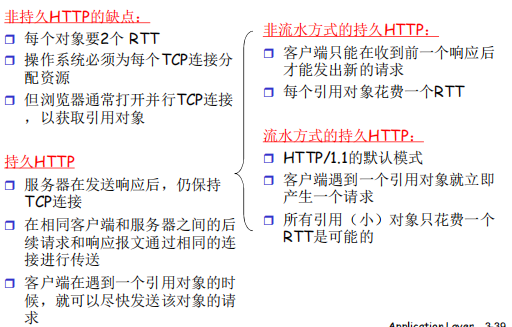 非持久HTTP的缺点：
每个对象要2个 RTT
操作系统必须为每个TCP连接分
配资源
但浏览器通常打开并行TCP连接
，以获取引用对象
持久HTTP
服务器在发送响应后，仍保持
TCP连接
在相同客户端和服务器之间的后
续请求和响应报文通过相同的连
接进行传送
客户端在遇到一个引用对象的时
候，就可以尽快发送该对象的请
求
非流水方式的持久HTTP：
客户端只能在收到前一个响应后
才能发出新的请求
每个引用对象花费一个RTT
流水方式的持久HTTP：
HTTP/1.1的默认模式
客户端遇到一个引用对象就立即
产生一个请求
所有引用（小）对象只花费一个
RTT是可能的
Application Layer 3-39